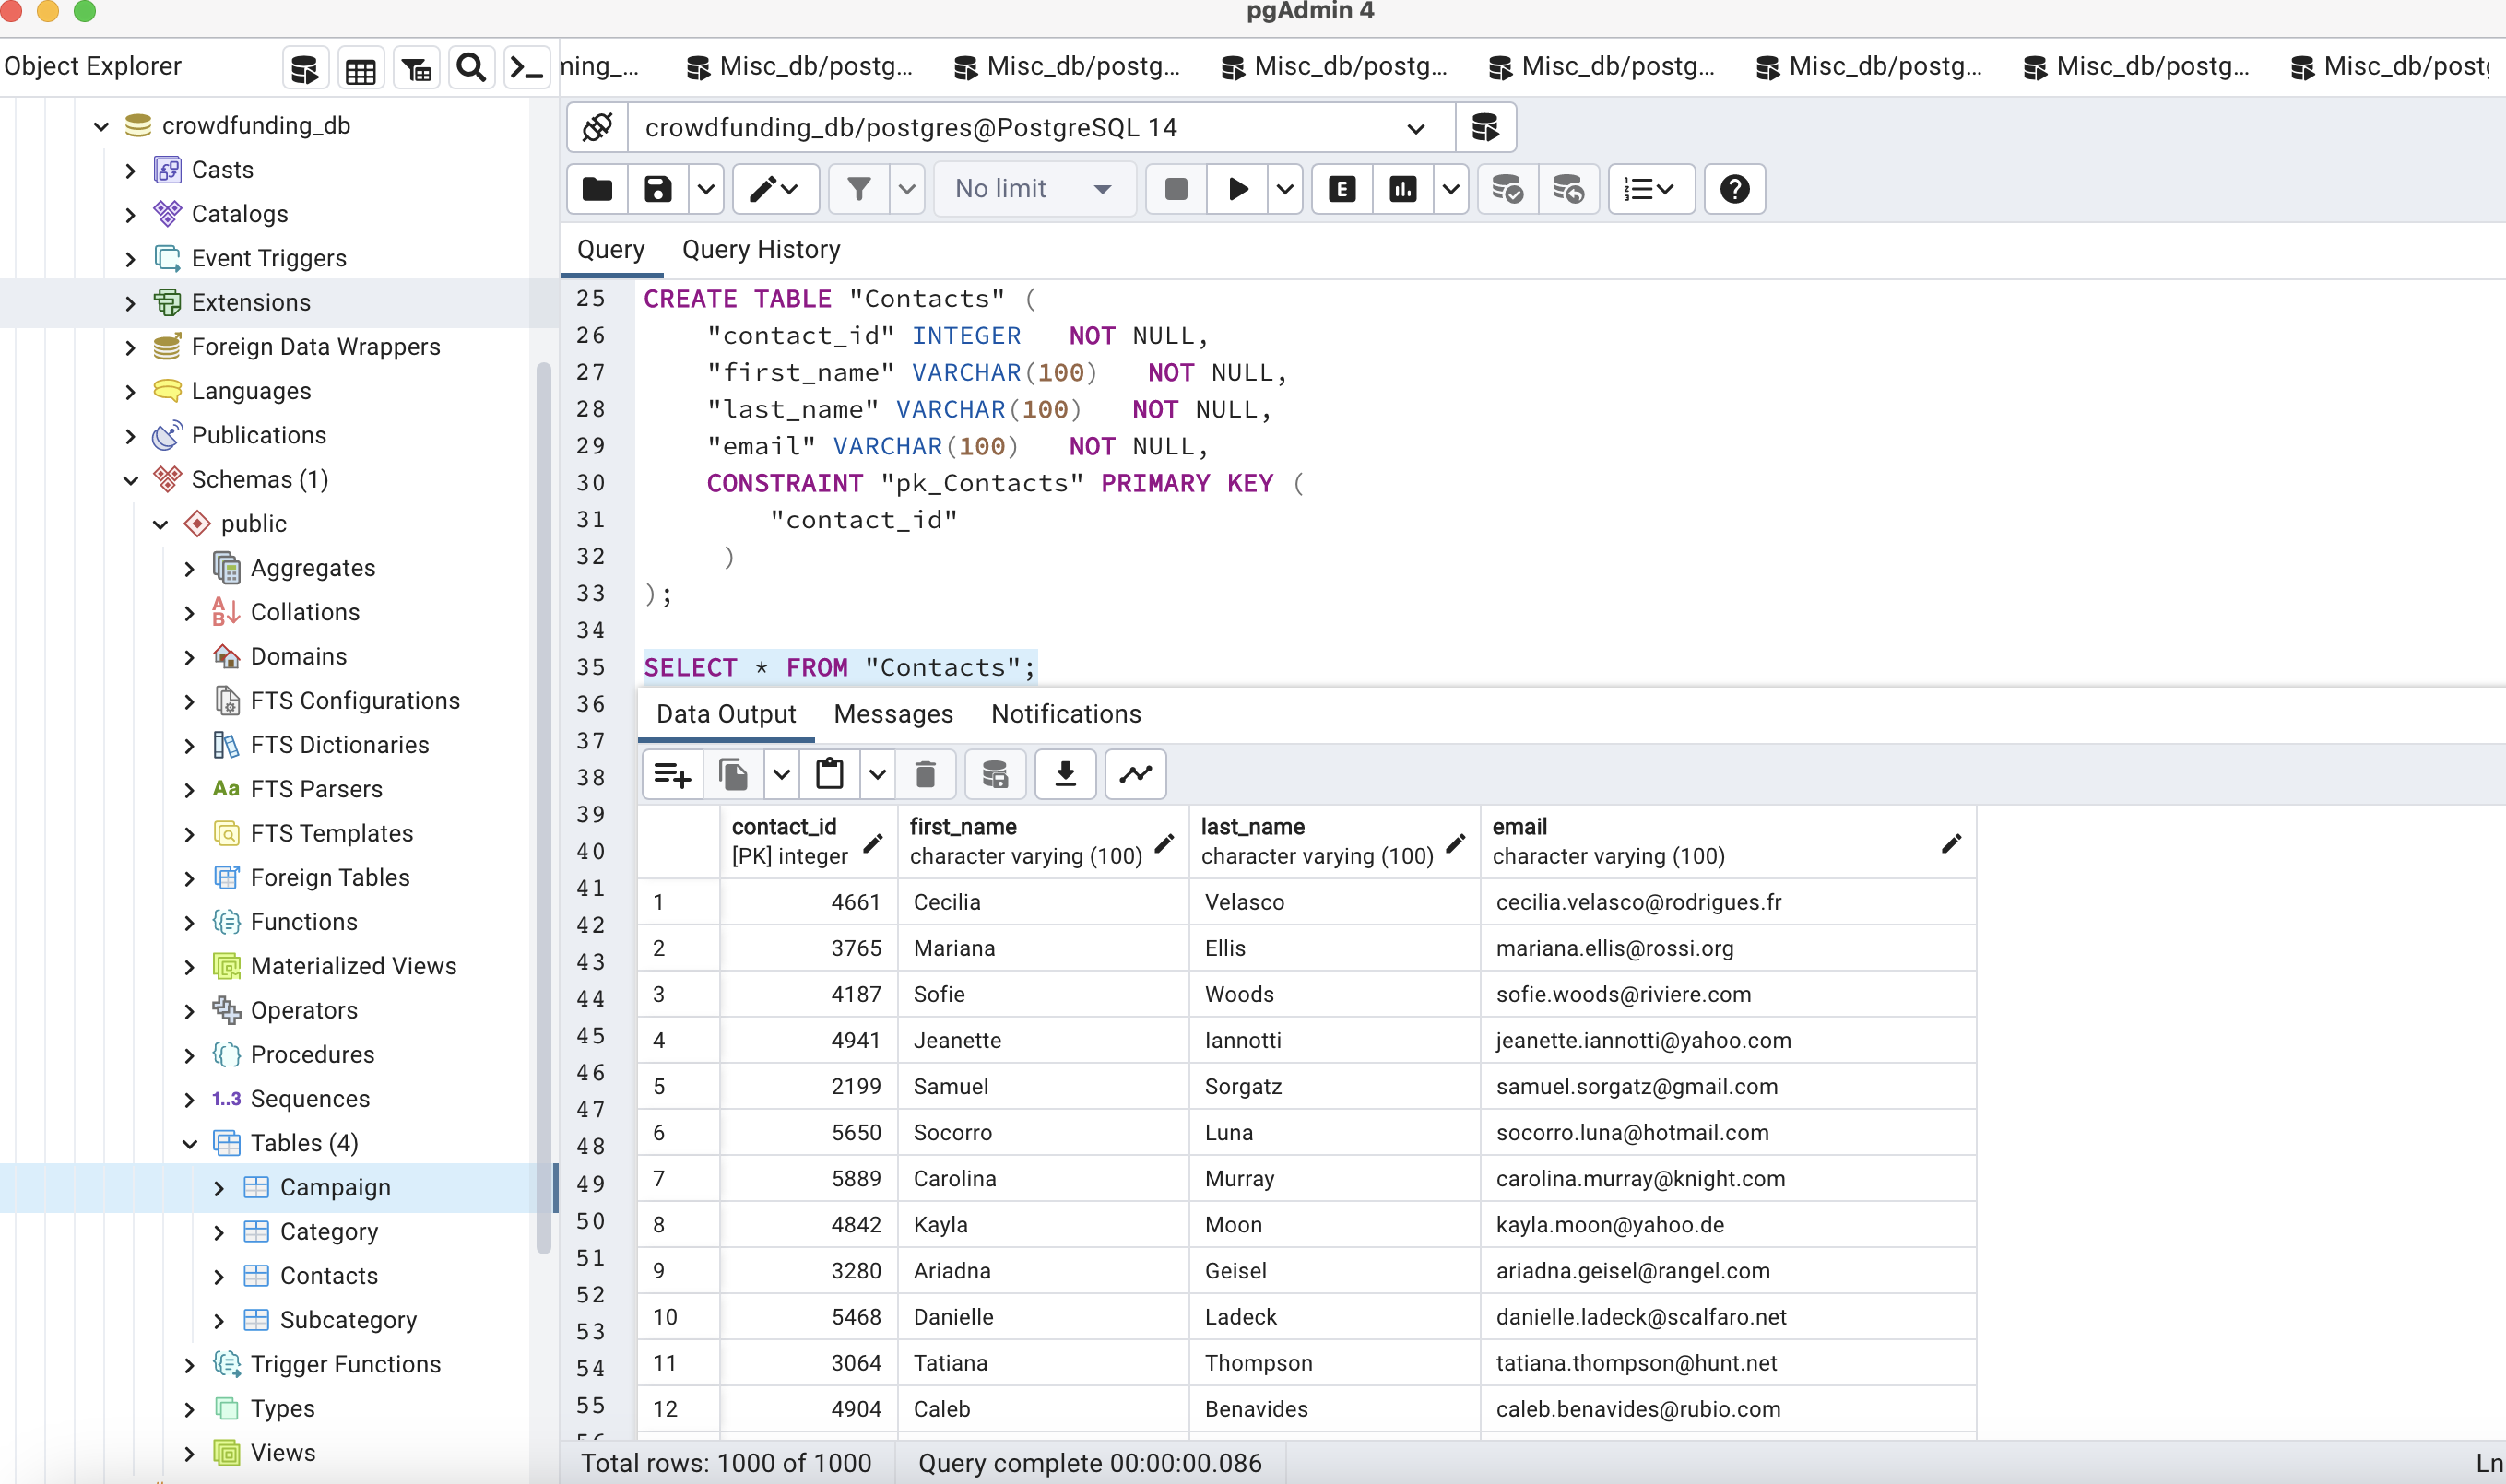 pgAdmin 4
Object Explorer
ming_...
Misc_db/postg...
Misc_db/postg...
Misc_db/postg...
Misc_db/postg...
Misc_db/postg...
Misc_db/postg...
Misc_db/post
crowdfunding_db
Casts
Catalogs
Event Triggers
Extensions
Foreign Data Wrappers
Languages
Publications
Schemas (1)
public
Aggregates
Collations
Domains
FTS Configurations
FTS Dictionaries
Aa FTS Parsers
FTS Templates
Foreign Tables
Functions
Materialized Views
Operators
Procedures
1..3 Sequences
Tables (4)
Campaign
Category
Contacts
Subcategory
Trigger Functions
Types
Views
crowdfunding_db/postgres@PostgreSQL 14
No limit
E
Query Query History
25 CREATE TABLE "Contacts" (
26 "contact_id" INTEGER NOT NULL,
27 "first_name" VARCHAR(100) NOT NULL,
28 "last_name" VARCHAR(100) NOT NULL,
29 "email" VARCHAR(100) NOT NULL,
30 CONSTRAINT "pk_Contacts" PRIMARY KEY (
31 "contact_id"
32 )
33 );
34
35 SELECT * FROM "Contacts";
36
37
38
39
40
41
42
43
44
45
46
47
48
49
50
51
52
53
54
55
Data Output Messages Notifications
contact_id first_name last_name email
[PK] integer character varying (100) character varying (100) character varying (100)
1 4661 Cecilia Velasco cecilia.velasco@rodrigues.fr
2 3765 Mariana Ellis mariana.ellis@rossi.org
3 4187 Sofie Woods sofie.woods@riviere.com
4 4941 Jeanette Iannotti jeanette.iannotti@yahoo.com
5 2199 Samuel Sorgatz samuel.sorgatz@gmail.com
6 5650 Socorro Luna socorro.luna@hotmail.com
7 5889 Carolina Murray carolina.murray@knight.com
8 4842 Kayla Moon kayla.moon@yahoo.de
9 3280 Ariadna Geisel ariadna.geisel@rangel.com
10 5468 Danielle Ladeck danielle.ladeck@scalfaro.net
11 3064 Tatiana Thompson tatiana.thompson@hunt.net
12 4904 Caleb Benavides caleb.benavides@rubio.com
Total rows: 1000 of 1000 Query complete 00:00:00.086 Ln